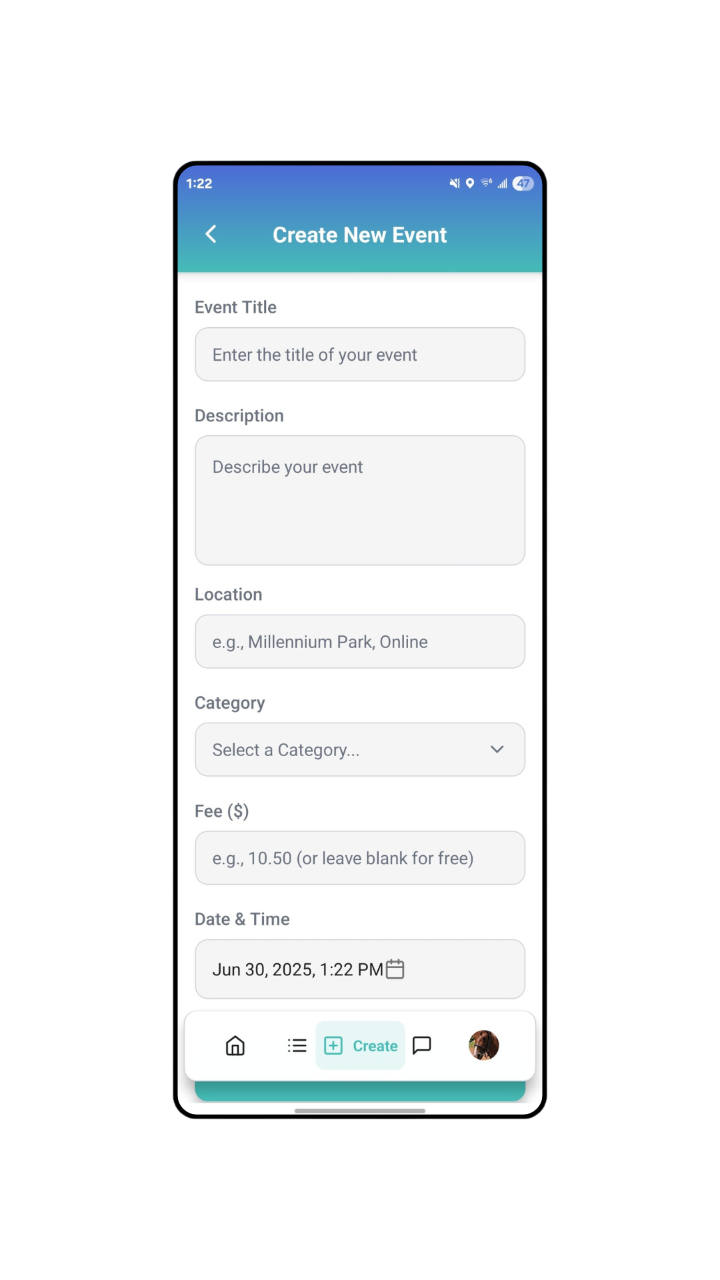 1:22
47
Create New Event
Event Title
Enter the title of your event
Description
Describe your event
Location
e.g., Millennium Park, Online
Category
Select a Category...
Fee ($)
e.g., 10.50 (or leave blank for free)
Date & Time
Jun 30, 2025, 1:22 PM
Create